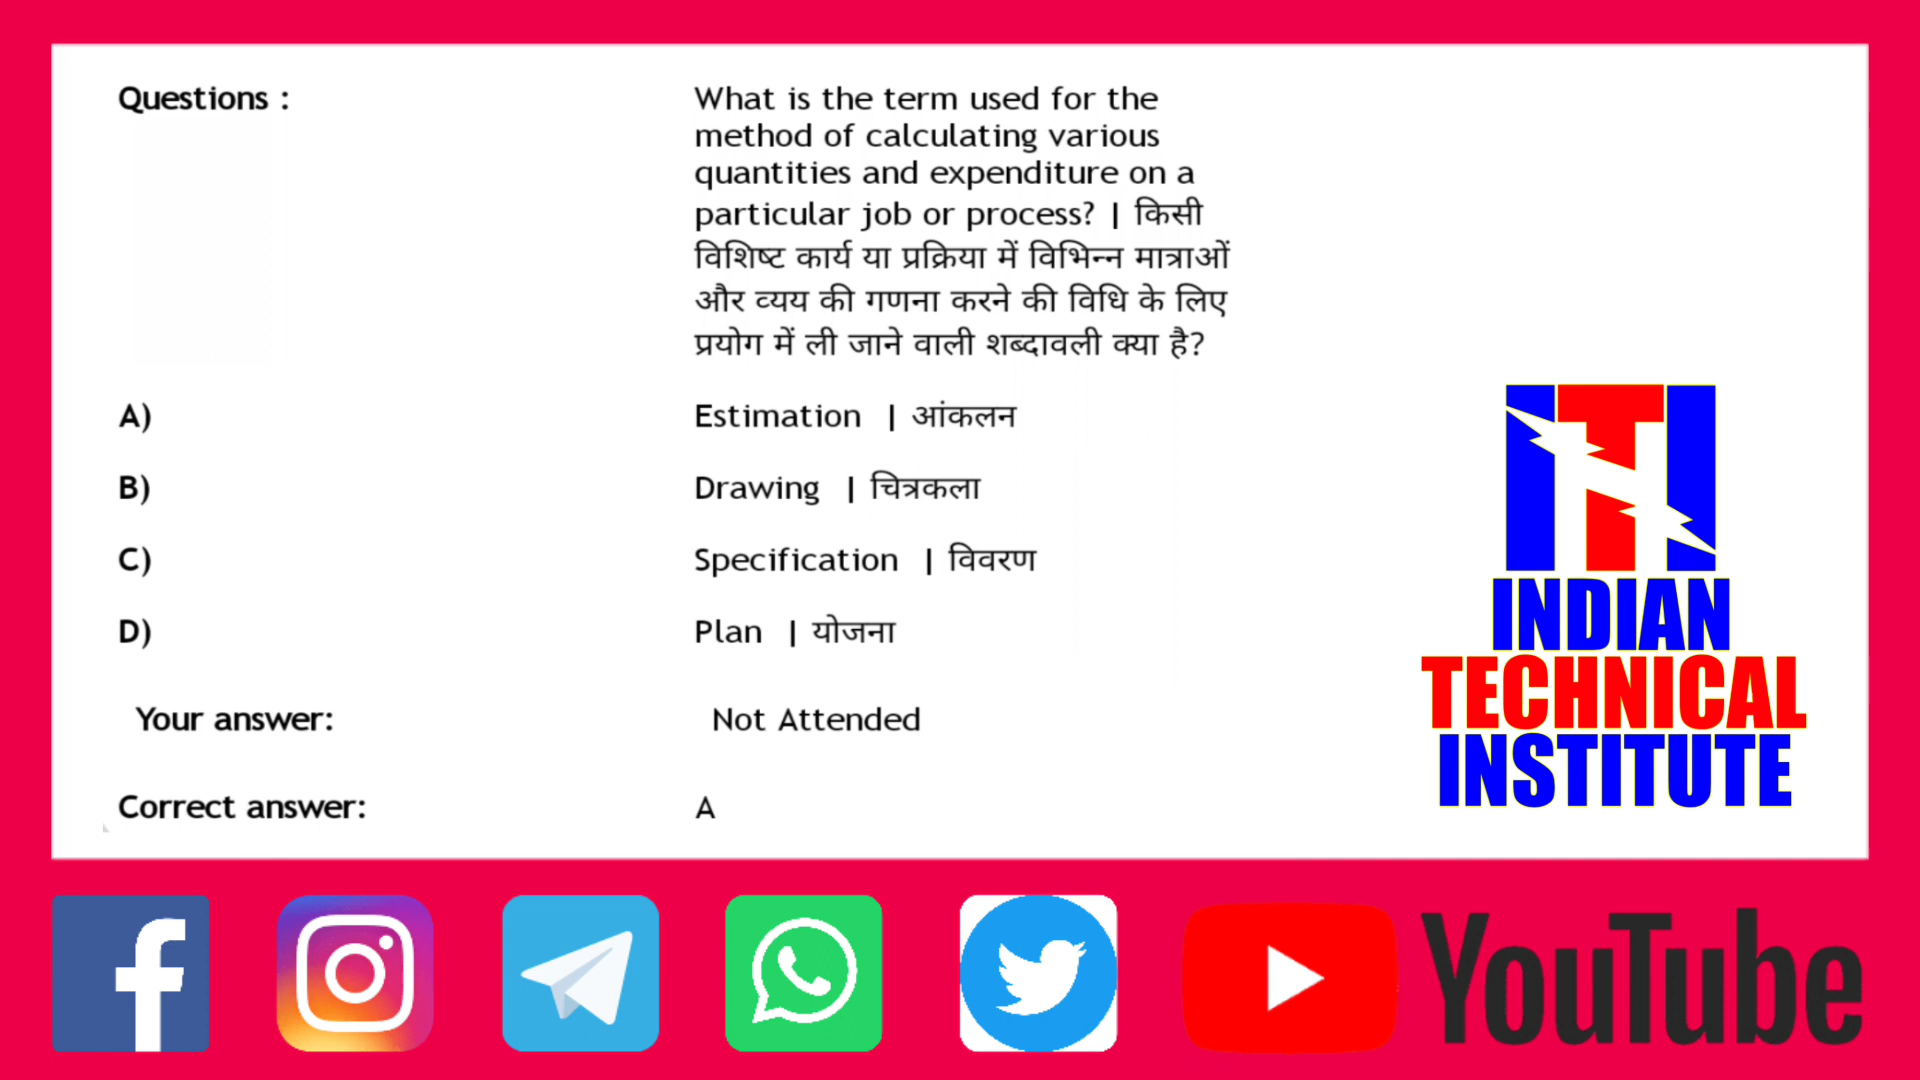 Questions :
What is the term used for the
method of calculating various
quantities and expenditure on a
particular job or process? | किसी
विशिष्ट कार्य या प्रक्रिया में विभिन्न मात्राओं
और व्यय की गणना करने की विधि के लिए
प्रयोग में ली जाने वाली शब्दावली क्या है?
A) Estimation | आंकलन
B) Drawing | चित्रकला
C) Specification | विवरण
D) Plan | योजना
Your answer: Not Attended
Correct answer: A
ITI
INDIAN
TECHNICAL
INSTITUTE
YouTube